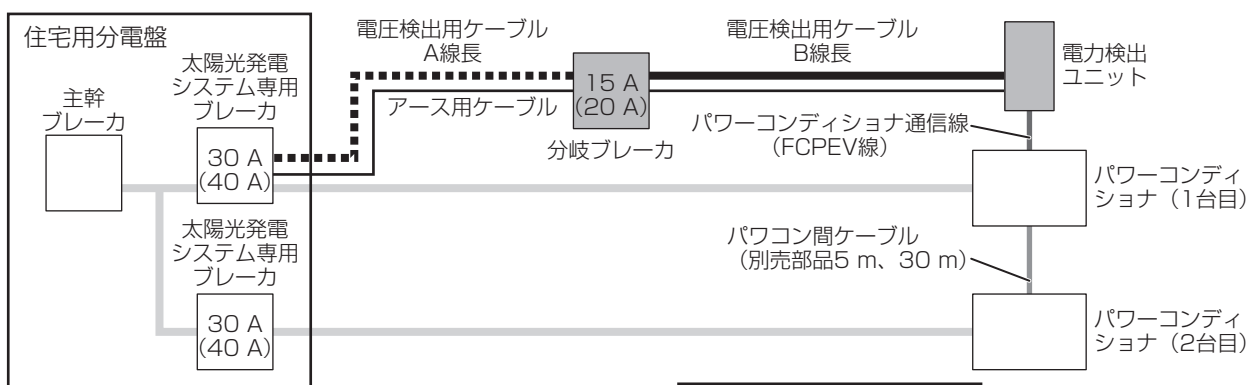 住宅用分電盤
主幹
ブレーカ
太陽光発電
システム専用
ブレーカ
30 A
(40 A)
太陽光発電
システム専用
ブレーカ
30 A
(40 A)
電圧検出用ケーブル
A線長
アース用ケーブル
15 A
(20 A)
分岐ブレーカ
電圧検出用ケーブル
B線長
電力検出
ユニット
パワーコンディショナ通信線
（FCPEV線）
パワーコンディ
ショナ（1台目）
パワコン間ケーブル
（別売部品5 m、30 m）
パワーコンディ
ショナ（2台目）